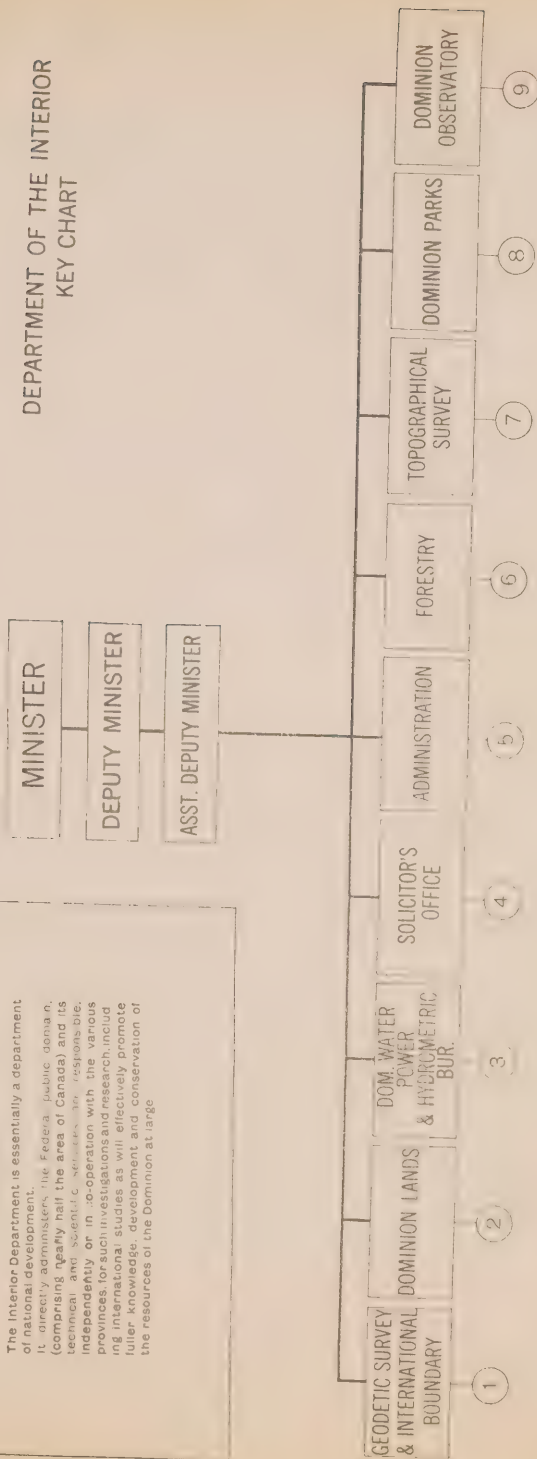 DEPARTMENT OF THE INTERIOR
KEY CHART
The Interior Department is essentially a department
of national development.
It directly administers the Federal public domain,
(comprising nearly half the area of Canada) and its
technical and scientific services are responsible,
independently or in co-operation with the various
provinces, for such investigations and research, includ
ing international studies as will effectively promote
fuller knowledge, development and conservation of
the resources of the Dominion at large
MINISTER
DEPUTY MINISTER
ASST. DEPUTY MINISTER
GEODETIC SURVEY
& INTERNATIONAL
BOUNDARY
1
DOMINION LANDS
2
DOM. WATER
POWER
& HYDROMETRIC
BUR.
3
SOLICITOR'S
OFFICE
4
ADMINISTRATION
5
FORESTRY
6
TOPOGRAPHICAL
SURVEY
7
DOMINION PARKS
8
DOMINION
OBSERVATORY
9